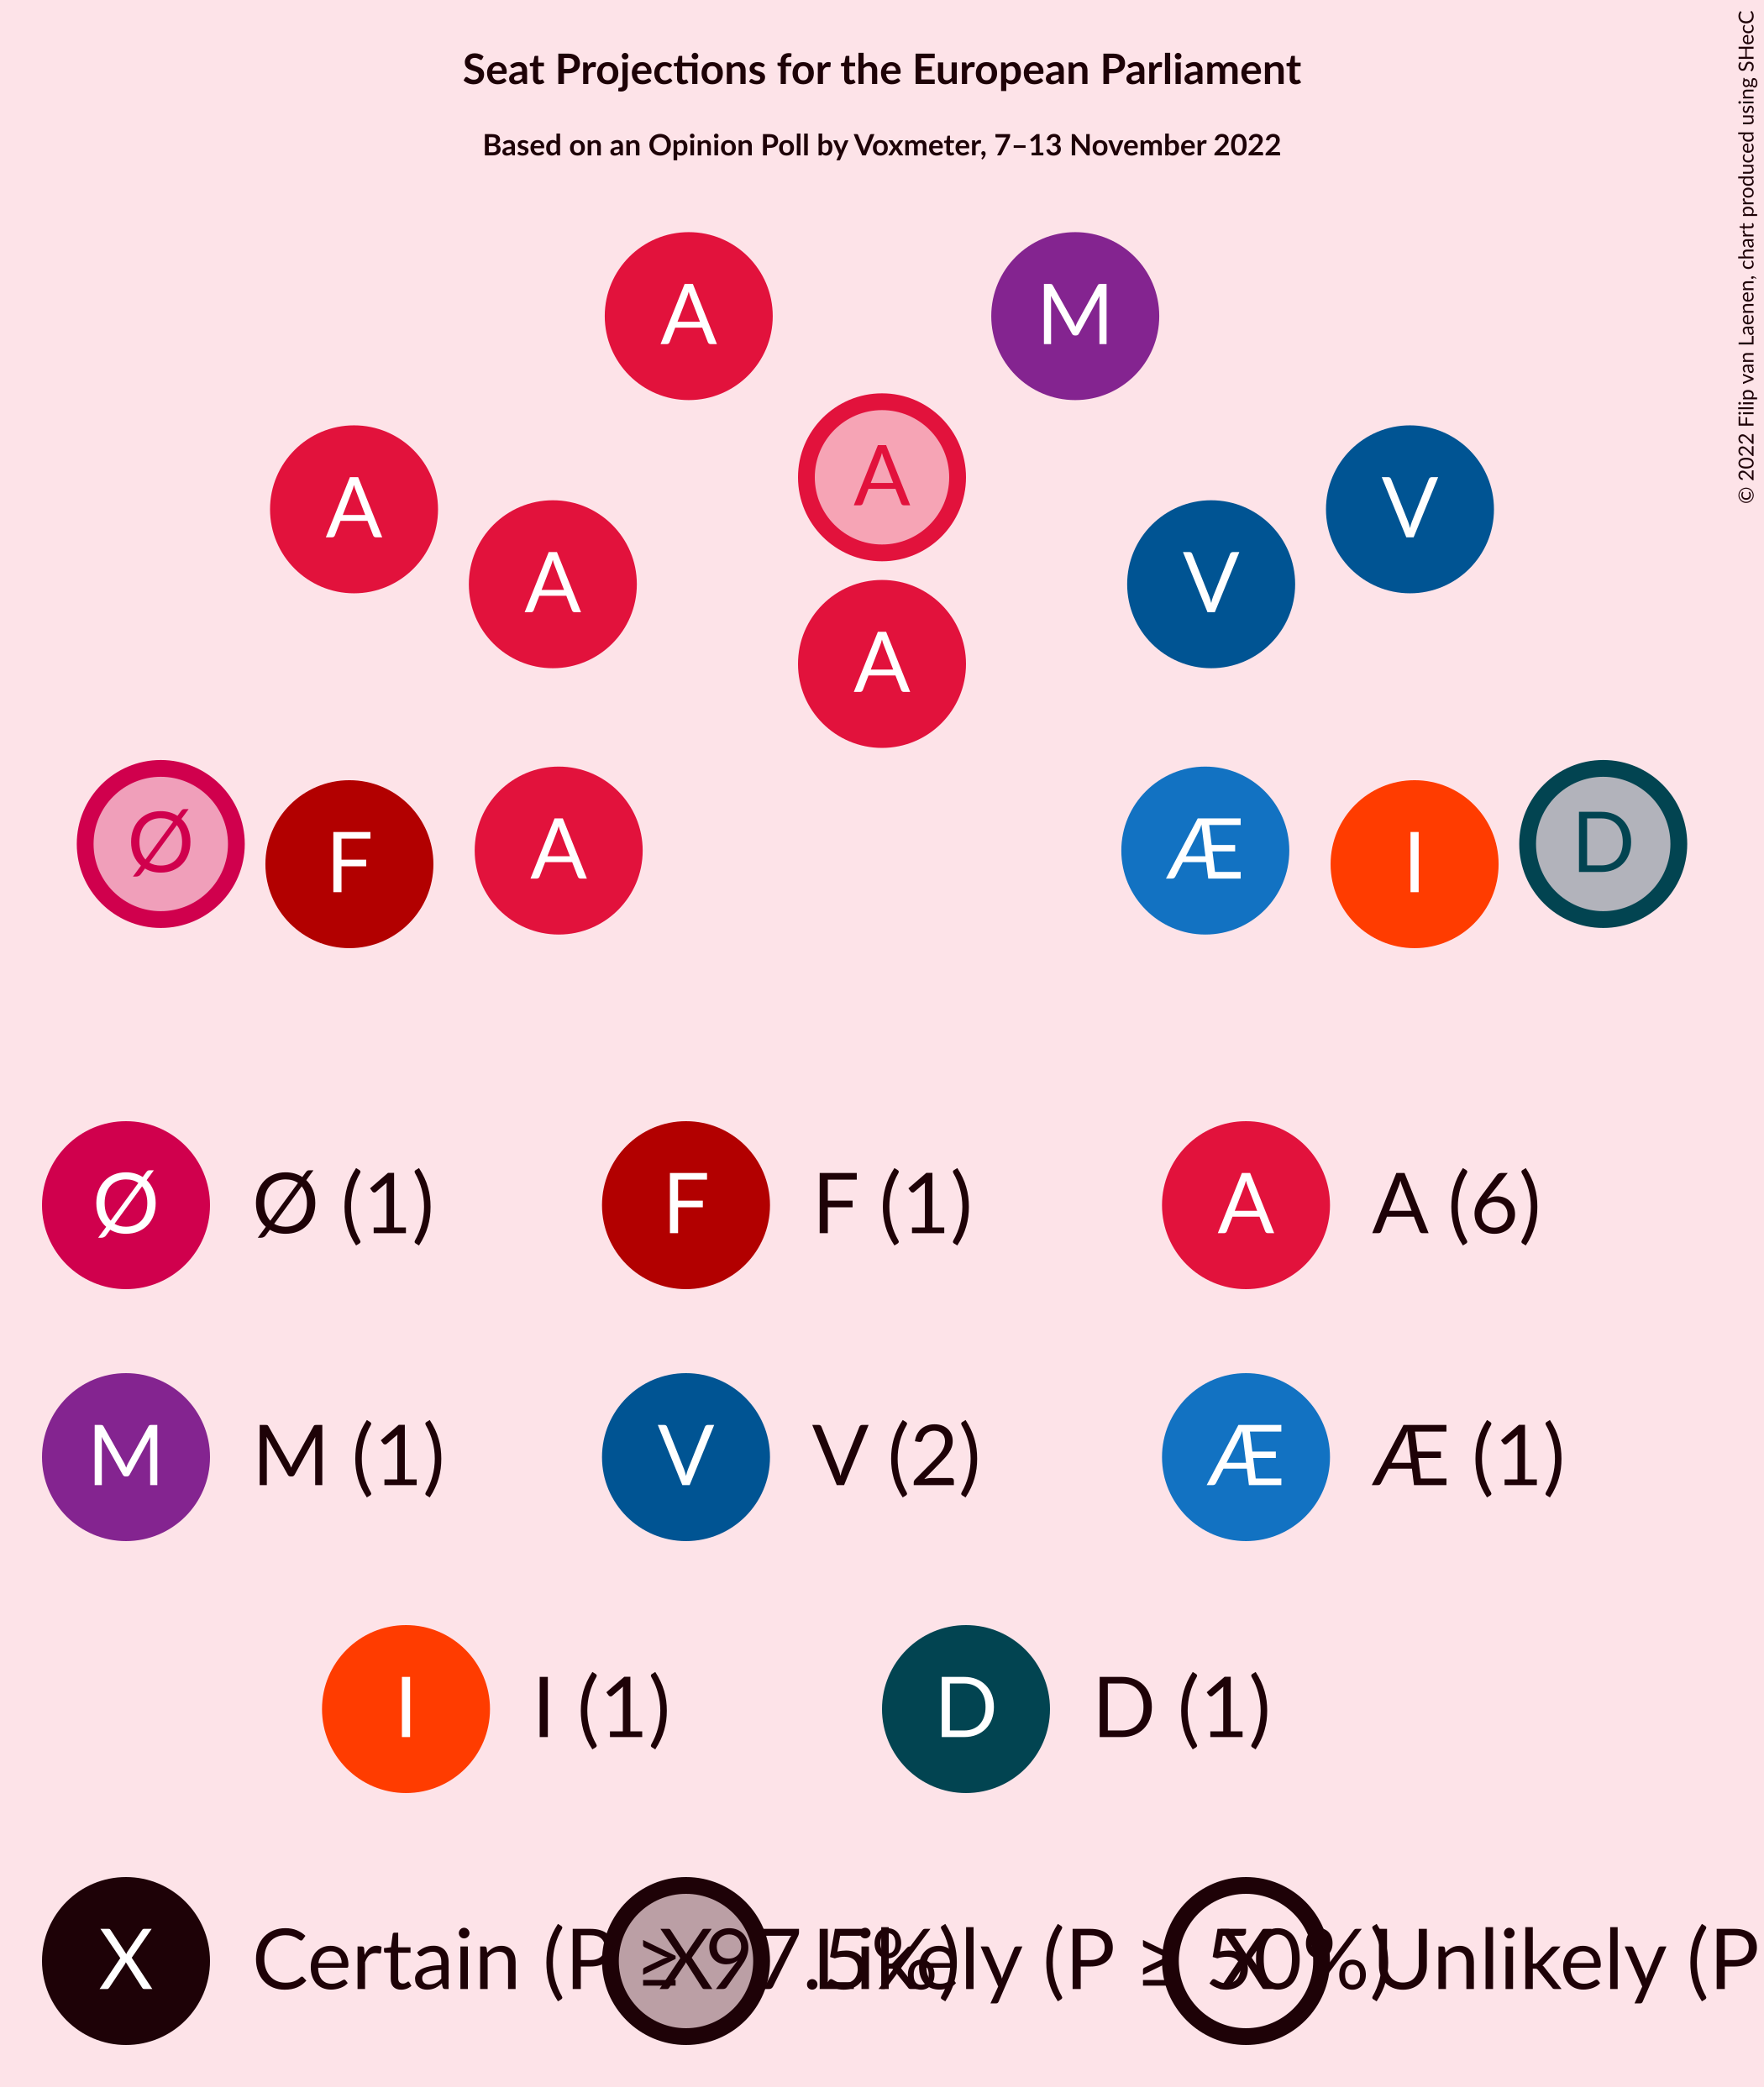 Seat Projections for the European Parliament
Based on an Opinion Poll by Voxmeter, 7–13 November 2022
© 2022 Filip van Laenen, chart produced using SHecC
A M
A
A V
A V
A
Ø D
A Æ
F I
Ø Ø (1) F F (1) A A (6)
M M (1) V V (2) Æ Æ (1)
I I (1) D D (1)
X Certain (P ≥ 97.5%) X Likely (P ≥ 50%) X Unlikely (P